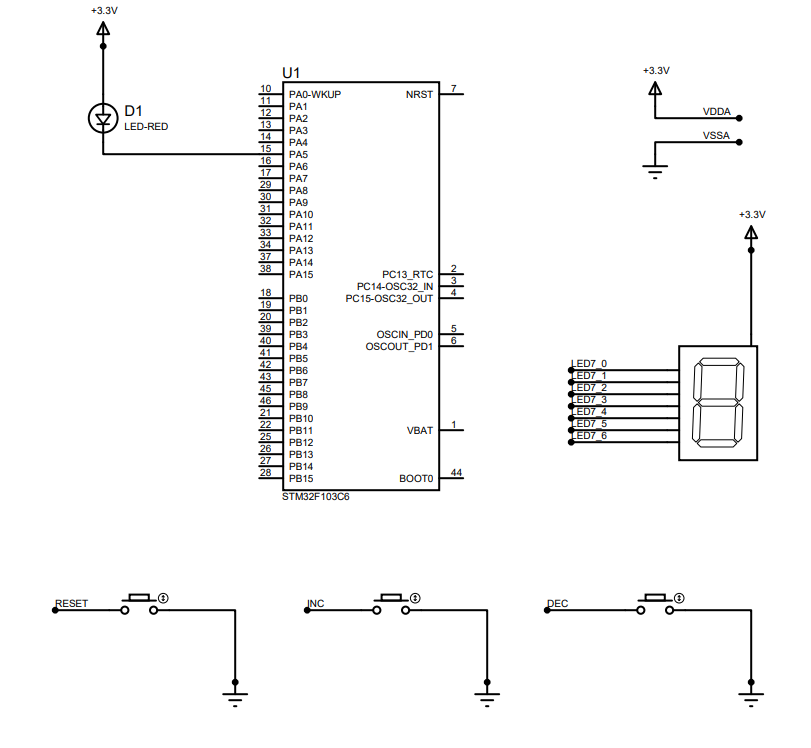 +3.3V
D1
LED-RED
U1
10 PA0-WKUP
11 PA1
12 PA2
13 PA3
14 PA4
15 PA5
16 PA6
17 PA7
29 PA8
30 PA9
31 PA10
32 PA11
33 PA12
34 PA13
37 PA14
38 PA15
18 PB0
19 PB1
20 PB2
39 PB3
40 PB4
41 PB5
42 PB6
43 PB7
45 PB8
46 PB9
21 PB10
22 PB11
25 PB12
26 PB13
27 PB14
28 PB15
NRST 7
PC13_RTC 2
PC14-OSC32_IN 3
PC15-OSC32_OUT 4
OSCIN_PD0 5
OSCOUT_PD1 6
VBAT 1
BOOT0 44
STM32F103C6
+3.3V
VDDA
VSSA
+3.3V
LED7_0
LED7_1
LED7_2
LED7_3
LED7_4
LED7_5
LED7_6
RESET
INC
DEC